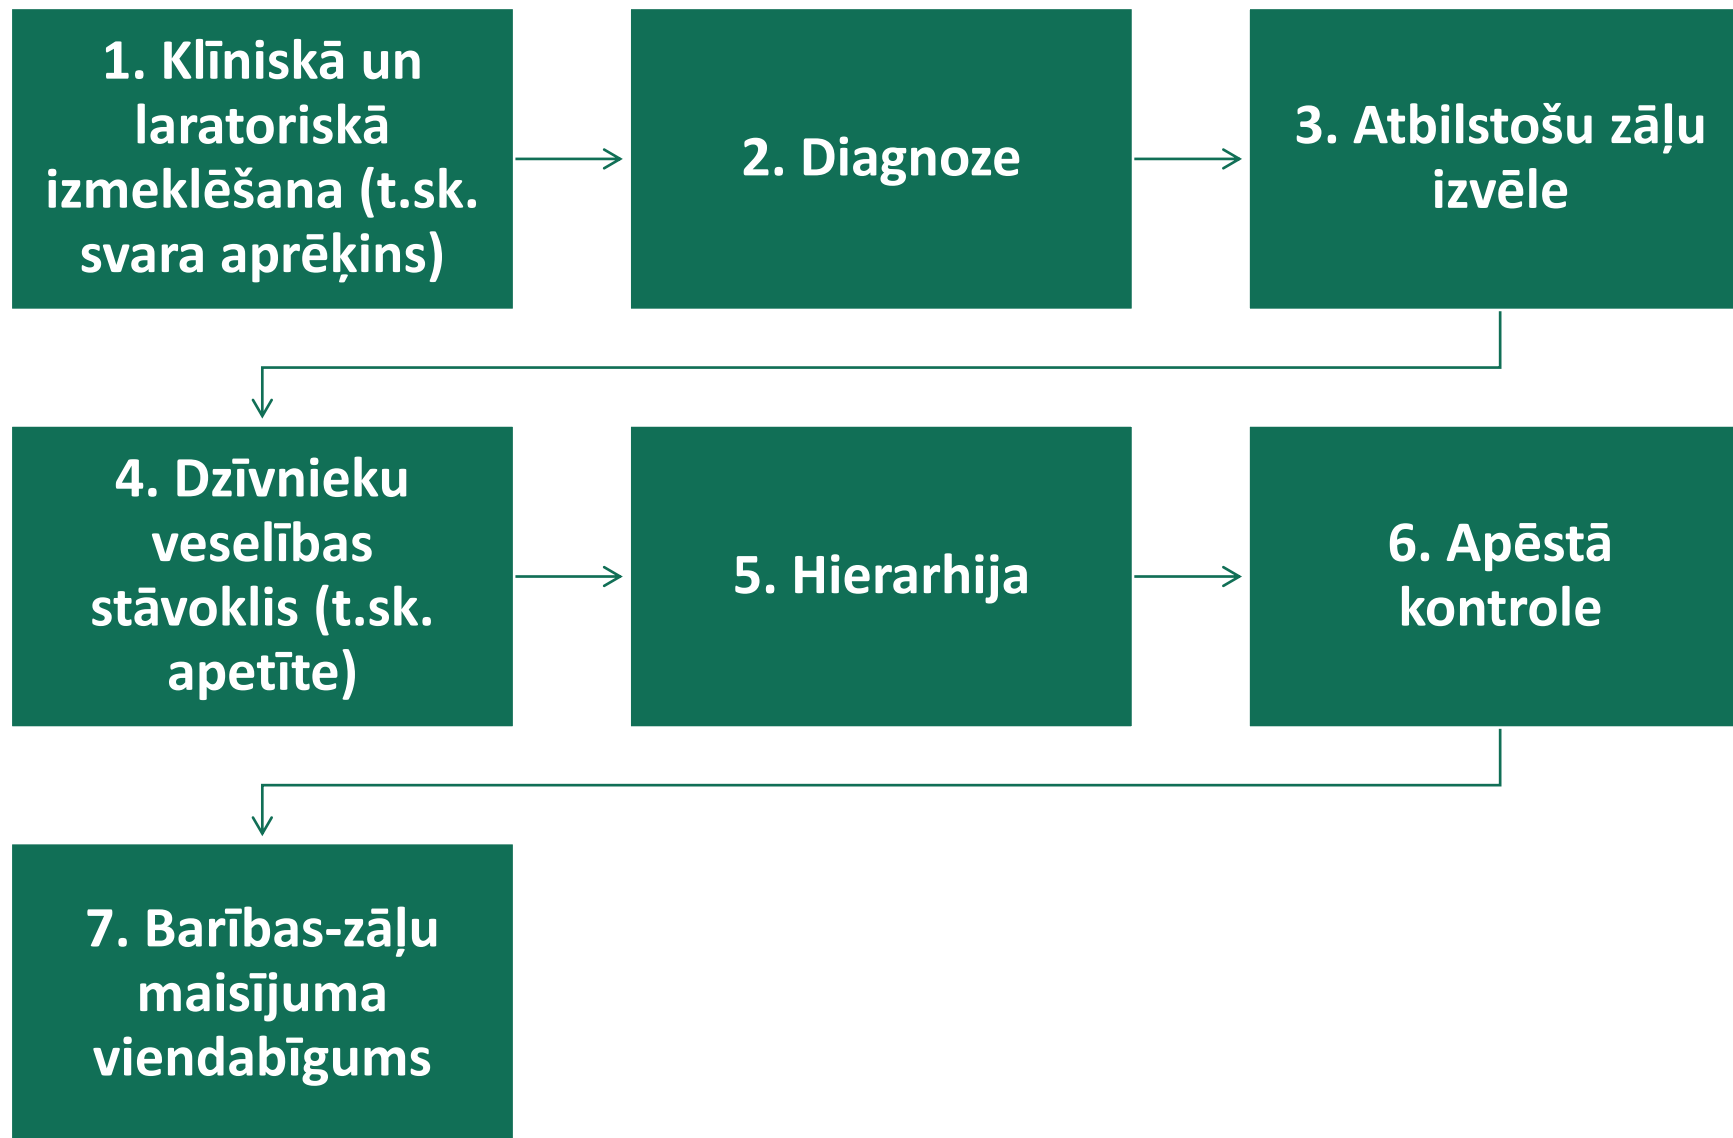 1. Klīniskā un
laratoriskā
izmeklēšana (t.sk.
svara aprēķins)
2. Diagnoze
3. Atbilstošu zāļu
izvēle
4. Dzīvnieku
veselības
stāvoklis (t.sk.
apetīte)
5. Hierarhija
6. Apēstā
kontrole
7. Barības-zāļu
maisījuma
viendabīgums